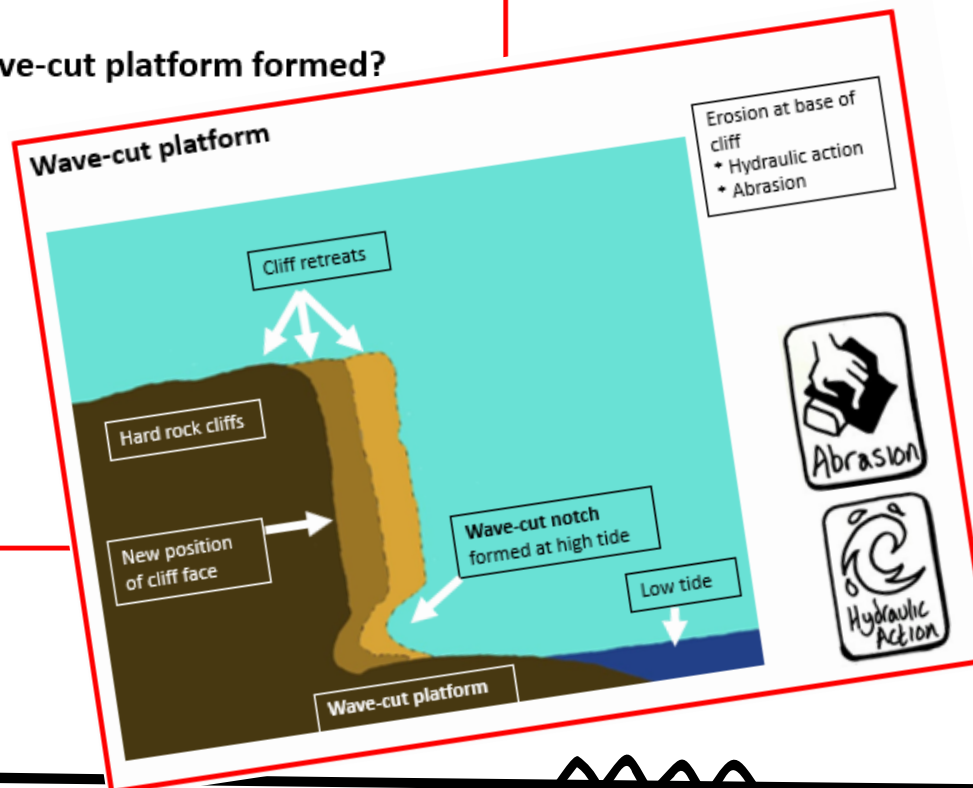 platform formed?
Wave-cut platform
Erosion at base of
cliff
* Hydraulic action
* Abrasion
Cliff retreats
Hard rock cliffs
New position
of cliff face
Wave-cut notch
formed at high tide
Low tide
Wave-cut platform
Abrasion
Hydraulic
Action